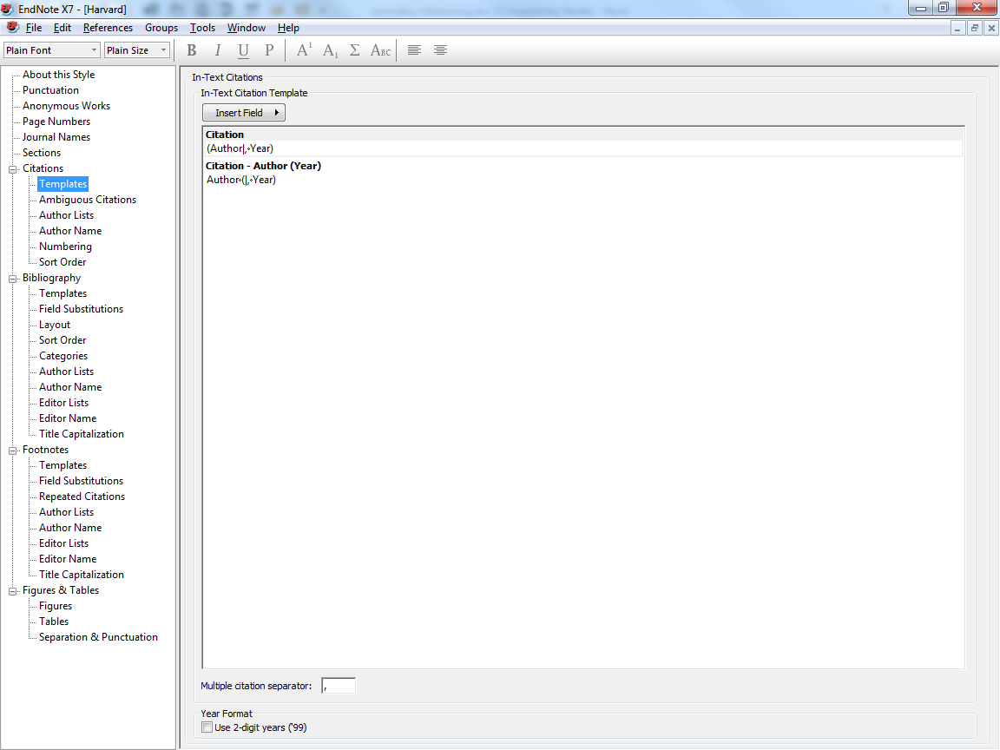 EndNote X7 - [Harvard]
File Edit References Groups Tools Window Help
Plain Font Plain Size B I U P A¹ A₁ Σ ABC
About this Style
Punctuation
Anonymous Works
Page Numbers
Journal Names
Sections
Citations
Templates
Ambiguous Citations
Author Lists
Author Name
Numbering
Sort Order
Bibliography
Templates
Field Substitutions
Layout
Sort Order
Categories
Author Lists
Author Name
Editor Lists
Editor Name
Title Capitalization
Footnotes
Templates
Field Substitutions
Repeated Citations
Author Lists
Author Name
Editor Lists
Editor Name
Title Capitalization
Figures & Tables
Figures
Tables
Separation & Punctuation
In-Text Citations
In-Text Citation Template
Insert Field
Citation
(Author|,·Year)
Citation - Author (Year)
Author·(|,·Year)
Multiple citation separator: ,
Year Format
Use 2-digit years ('99)